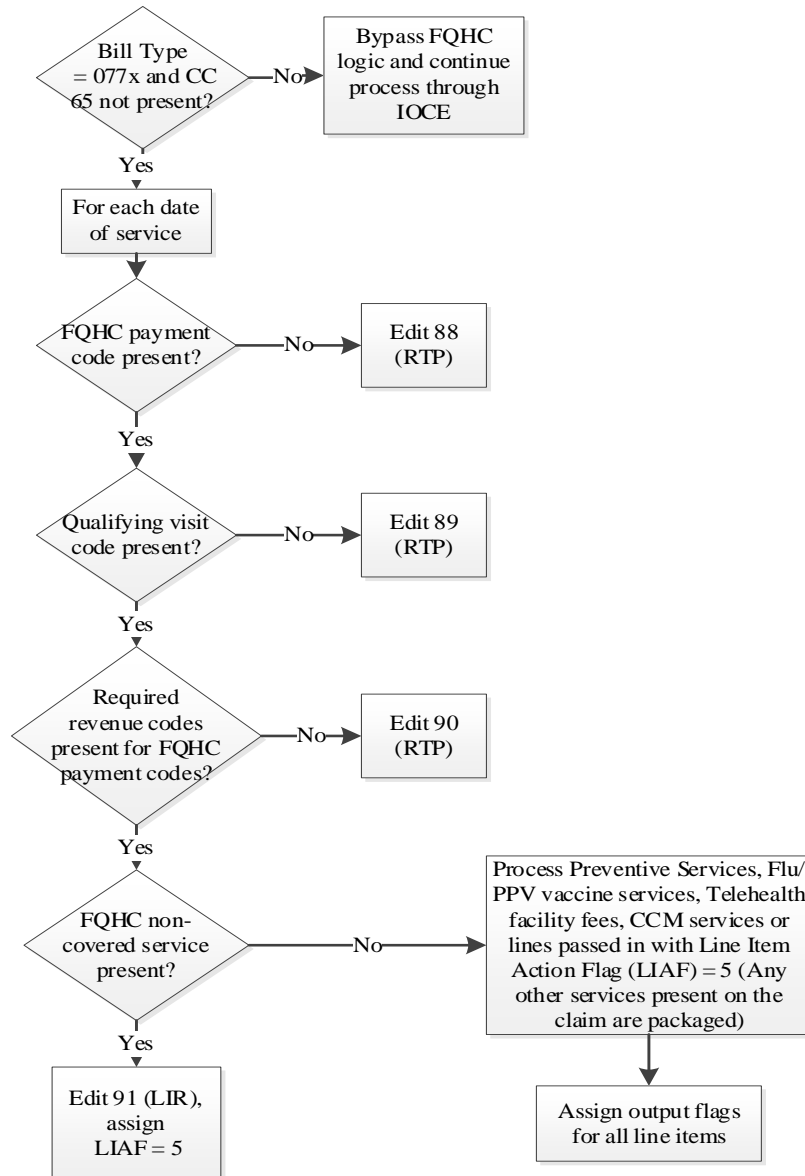 Bill Type
= 077x and CC
65 not present?
No
Bypass FQHC
logic and continue
process through
IOCE
Yes
For each date
of service
FQHC payment
code present?
No
Edit 88
(RTP)
Yes
Qualifying visit
code present?
No
Edit 89
(RTP)
Yes
Required
revenue codes
present for FQHC
payment codes?
No
Edit 90
(RTP)
Yes
FQHC non-
covered service
present?
No
Process Preventive Services, Flu/
PPV vaccine services, Telehealth
facility fees, CCM services or
lines passed in with Line Item
Action Flag (LIAF) = 5 (Any
other services present on the
claim are packaged)
Yes
Edit 91 (LIR),
assign
LIAF = 5
Assign output flags
for all line items